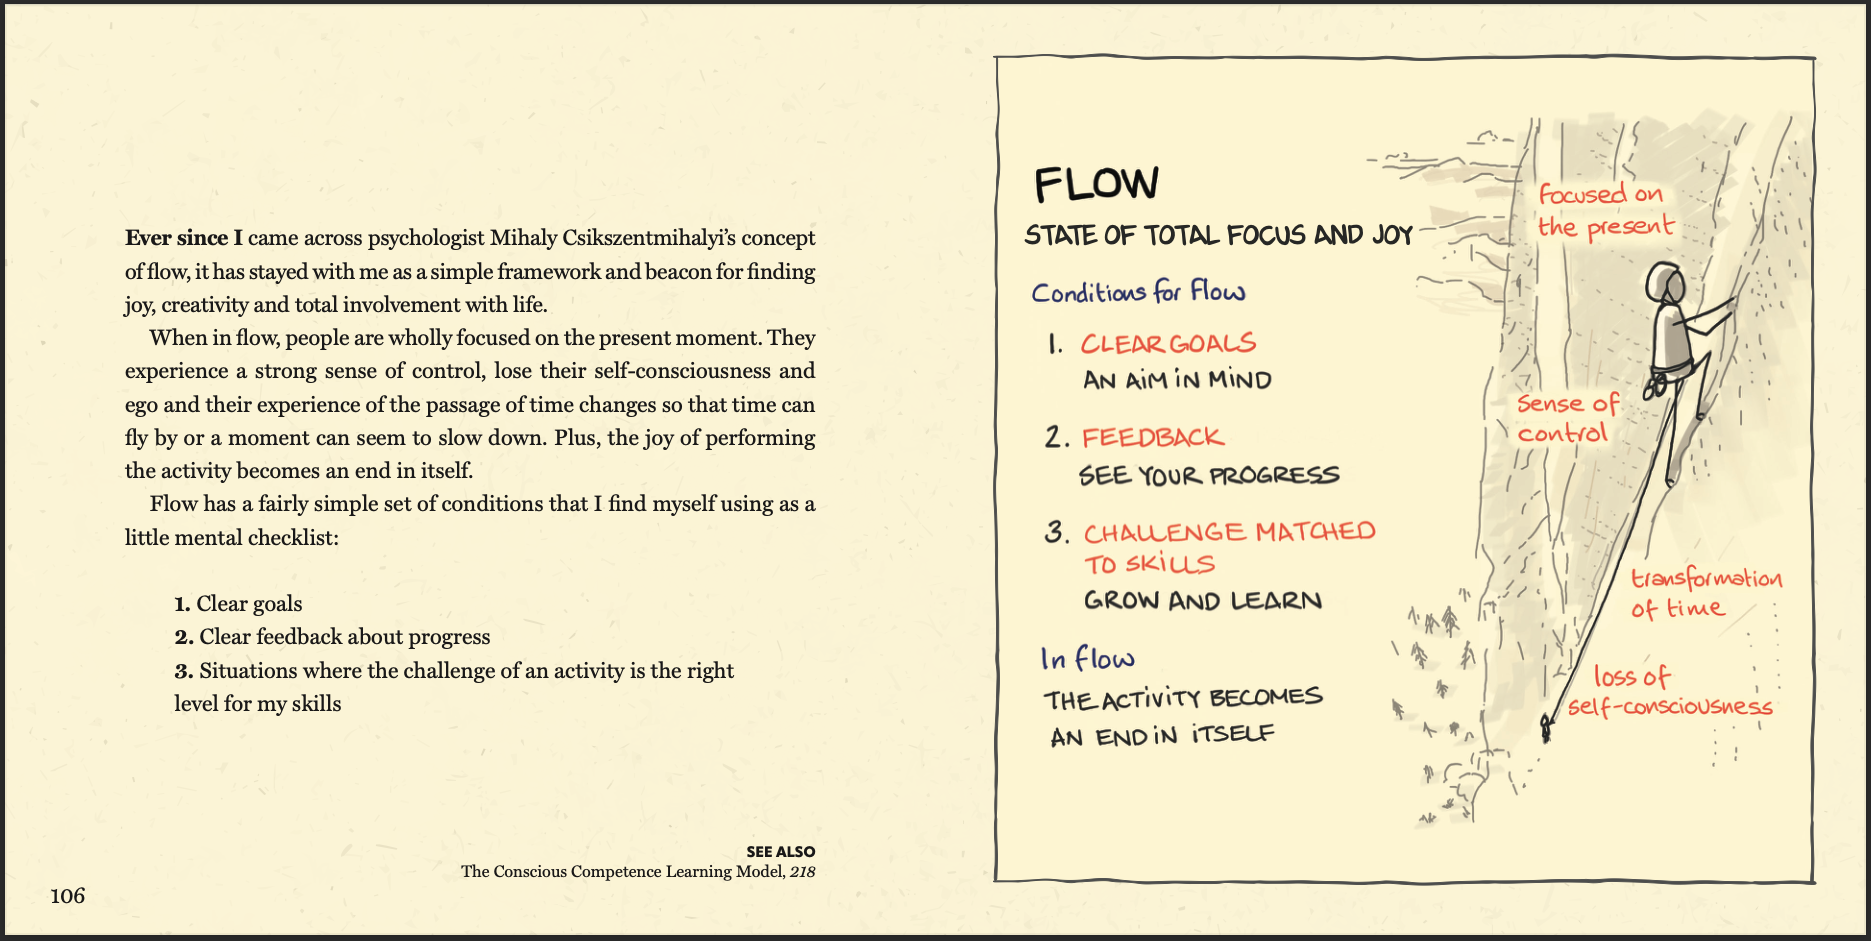 Ever since I came across psychologist Mihaly Csikszentmihalyi’s concept
of flow, it has stayed with me as a simple framework and beacon for finding
joy, creativity and total involvement with life.
When in flow, people are wholly focused on the present moment. They
experience a strong sense of control, lose their self-consciousness and
ego and their experience of the passage of time changes so that time can
fly by or a moment can seem to slow down. Plus, the joy of performing
the activity becomes an end in itself.
Flow has a fairly simple set of conditions that I find myself using as a
little mental checklist:
1. Clear goals
2. Clear feedback about progress
3. Situations where the challenge of an activity is the right
level for my skills
SEE ALSO
The Conscious Competence Learning Model, 218
106
FLOW
STATE OF TOTAL FOCUS AND JOY
Conditions for Flow
1. CLEAR GOALS
AN AIM IN MIND
2. FEEDBACK
SEE YOUR PROGRESS
3. CHALLENGE MATCHED
TO SKILLS
GROW AND LEARN
In flow
THE ACTIVITY BECOMES
AN END IN ITSELF
focused on
the present
sense of
control
transformation
of time
loss of
self-consciousness